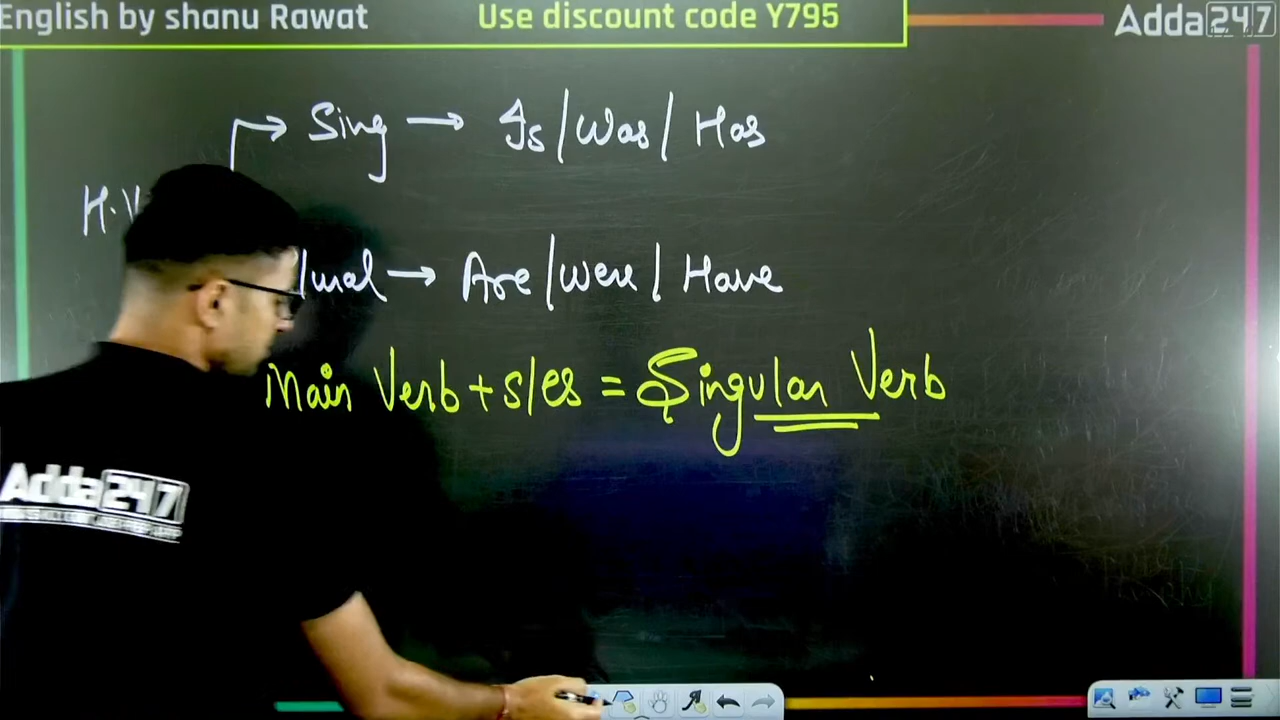 English by shanu Rawat
Use discount code Y795
Adda247
Sing → Is/Was/Has
H.V
lural → Are/Were/Have
Main Verb + s/es = Singular Verb
Adda247